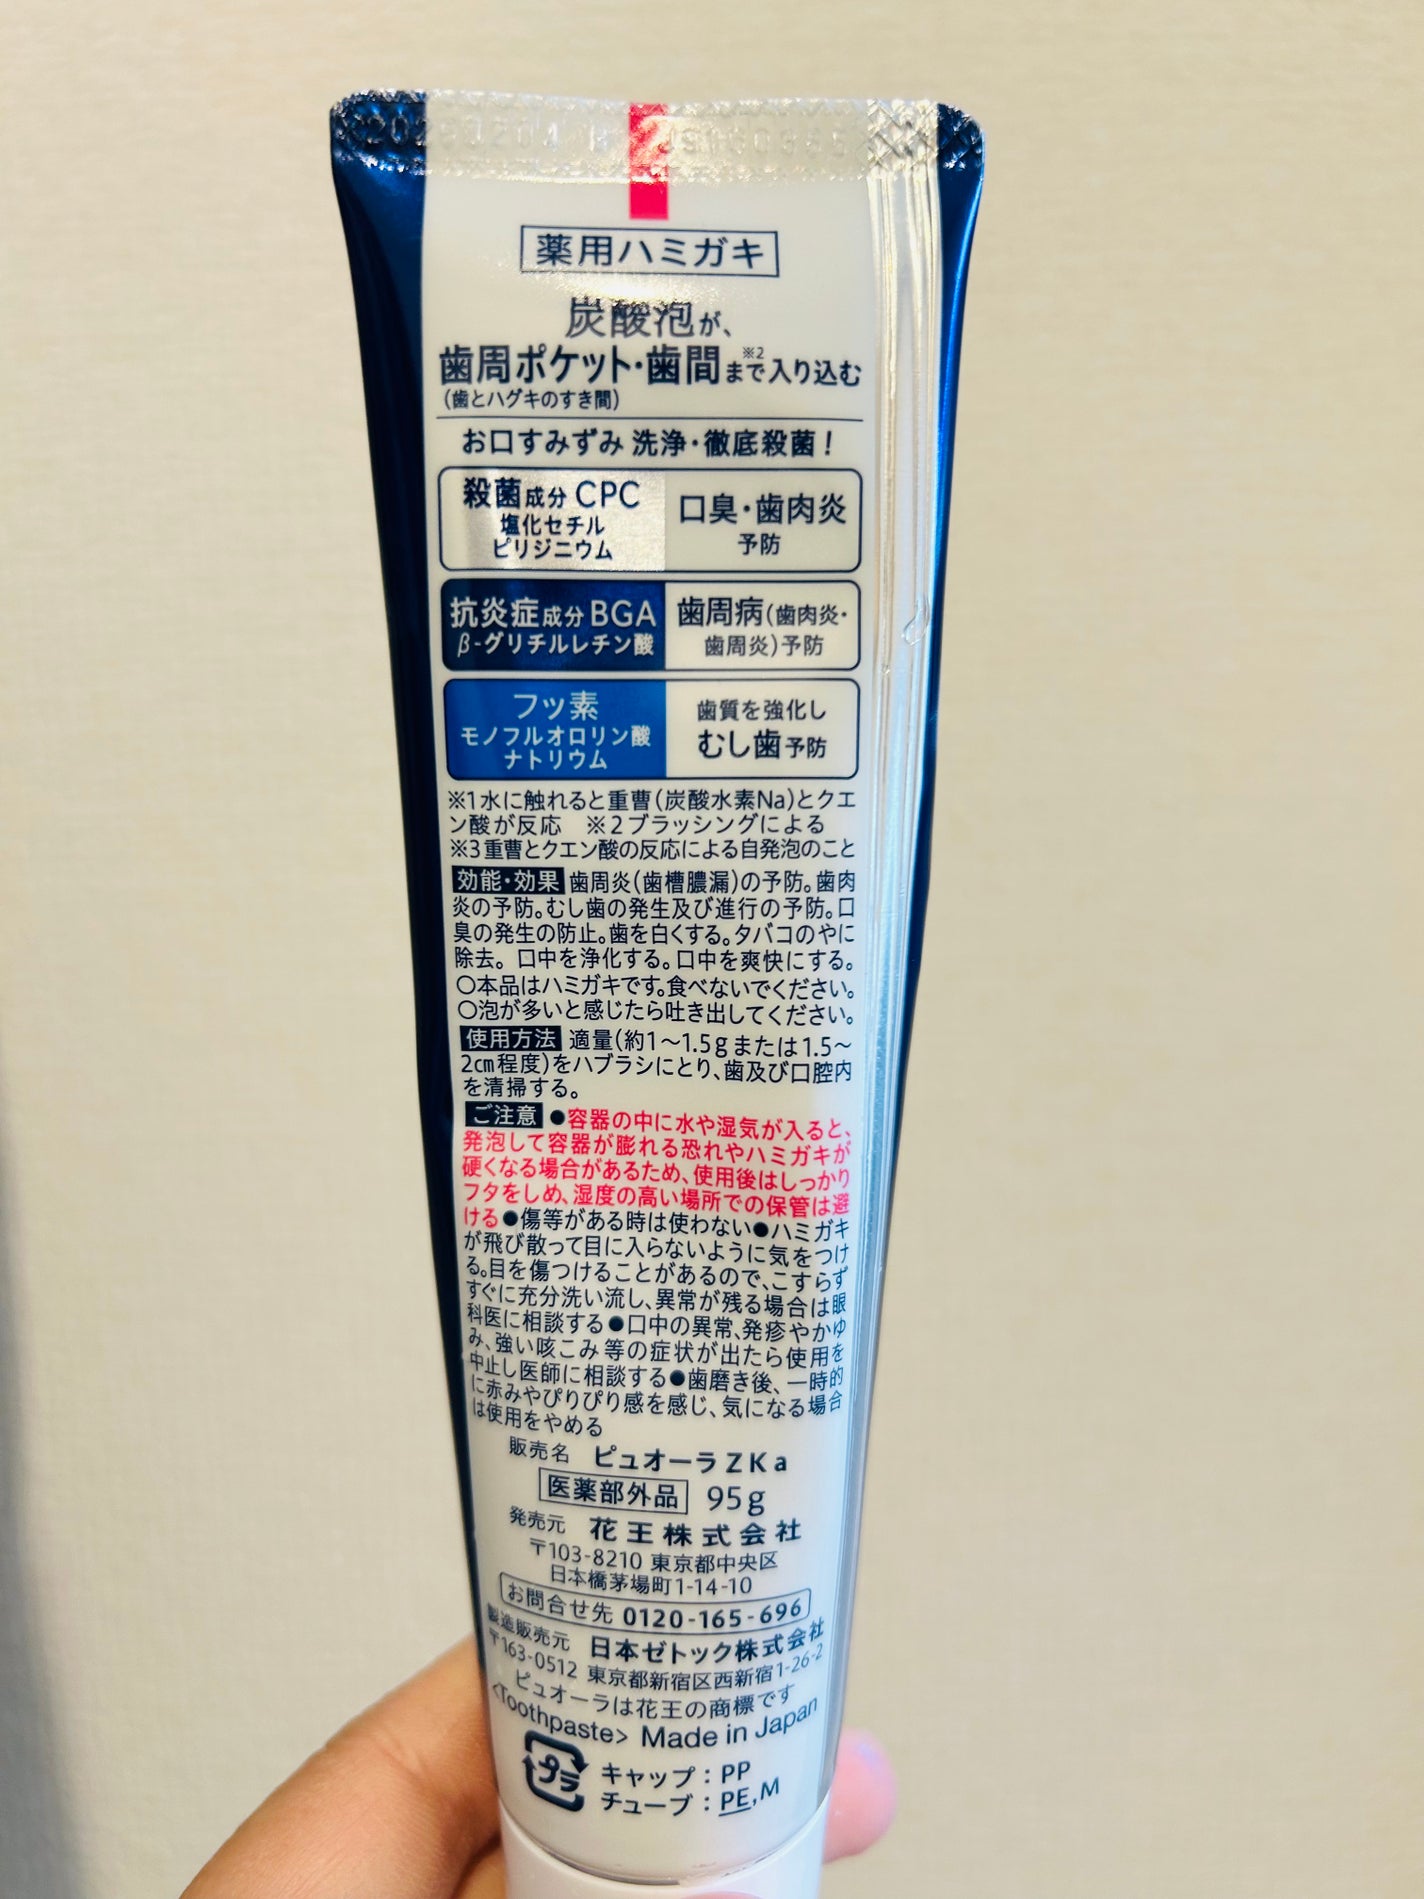 薬用ハミガキ
炭酸泡が、
歯周ポケット・歯間まで※2入り込む
（歯とハグキのすき間）
お口すみずみ 洗浄・徹底殺菌！
殺菌成分 CPC
塩化セチル
ピリジニウム
口臭・歯肉炎
予防
抗炎症成分 BGA
β-グリチルレチン酸
歯周病（歯肉炎・
歯周炎）予防
フッ素
モノフルオロリン酸
ナトリウム
歯質を強化し
むし歯予防
※1水に触れると重曹（炭酸水素Na）とクエ
ン酸が反応 ※2ブラッシングによる
※3重曹とクエン酸の反応による自発泡のこと
効能・効果 歯周炎（歯槽膿漏）の予防。歯肉
炎の予防。むし歯の発生及び進行の予防。口
臭の発生の防止。歯を白くする。タバコのやに
除去。口中を浄化する。口中を爽快にする。
○本品はハミガキです。食べないでください。
○泡が多いと感じたら吐き出してください。
使用方法 適量（約1～1.5gまたは1.5～
2㎝程度）をハブラシにとり、歯及び口腔内
を清掃する。
ご注意 ●容器の中に水や湿気が入ると、
発泡して容器が膨れる恐れやハミガキが
硬くなる場合があるため、使用後はしっかり
フタをしめ、湿度の高い場所での保管は避
ける●傷等がある時は使わない●ハミガキ
が飛び散って目に入らないように気をつけ
る。目を傷つけることがあるので、こすらず
すぐに充分洗い流し、異常が残る場合は眼
科医に相談する●口中の異常、発疹やかゆ
み、強い咳こみ等の症状が出たら使用を
中止し医師に相談する●歯磨き後、一時的
に赤みやぴりぴり感を感じ、気になる場合
は使用をやめる
販売名 ピュオーラZKa
医薬部外品 95g
発売元 花王株式会社
〒103-8210 東京都中央区
日本橋茅場町1-14-10
お問合せ先 0120-165-696
製造販売元 日本ゼトック株式会社
〒163-0512 東京都新宿区西新宿1-26-2
ピュオーラは花王の商標です
<Toothpaste> Made in Japan
プラ
キャップ：PP
チューブ：PE,M